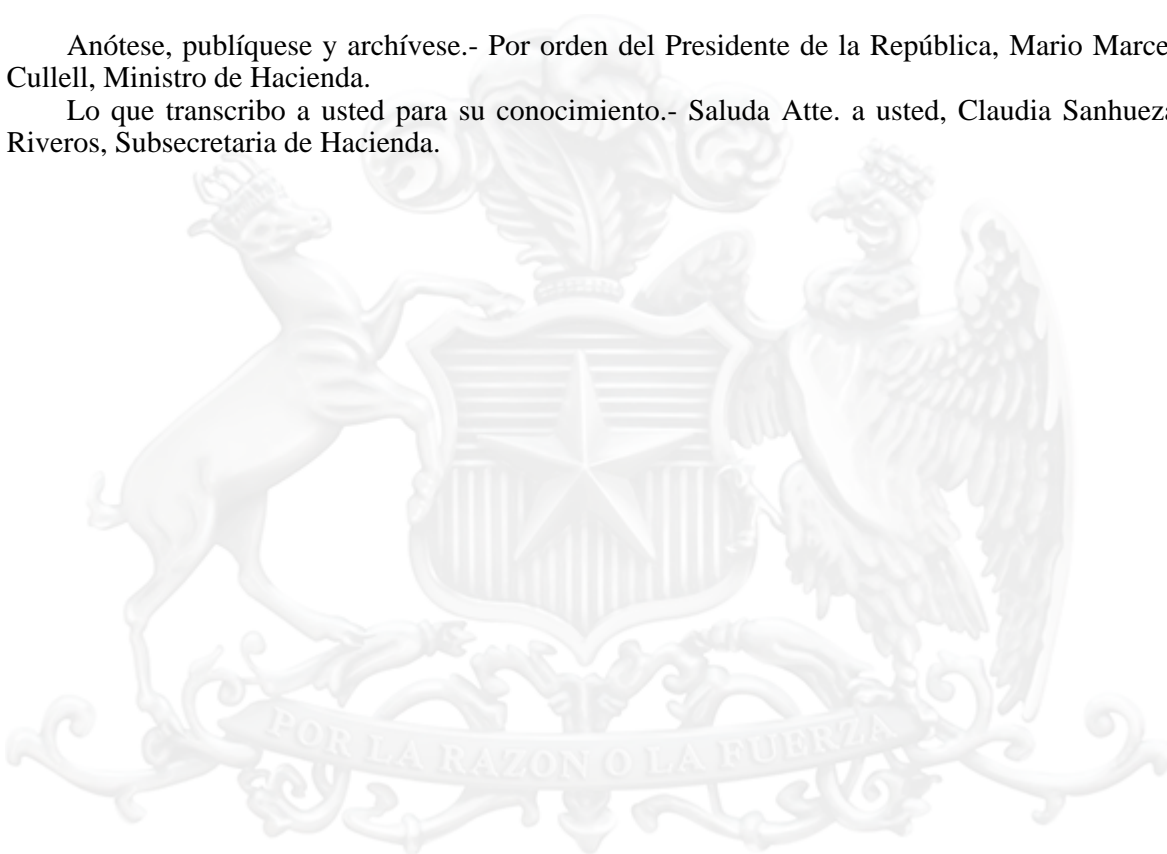 Anótese, publíquese y archívese.- Por orden del Presidente de la República, Mario Marcel
Cullell, Ministro de Hacienda.
Lo que transcribo a usted para su conocimiento.- Saluda Atte. a usted, Claudia Sanhueza
Riveros, Subsecretaria de Hacienda.
POR LA RAZON O LA FUERZA